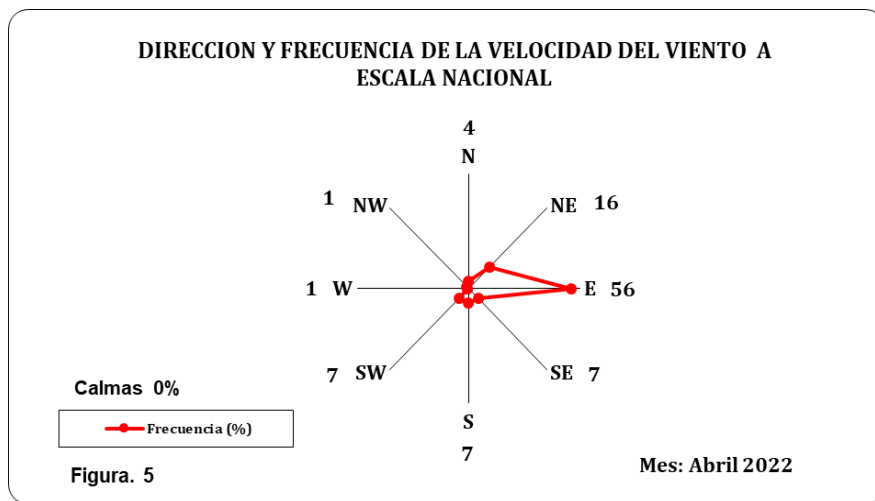 DIRECCION Y FRECUENCIA DE LA VELOCIDAD DEL VIENTO A
ESCALA NACIONAL
4
N
1 NW
NE 16
1 W
E 56
7 SW
SE 7
S
7
Calmas 0%
Frecuencia (%)
Figura. 5
Mes: Abril 2022